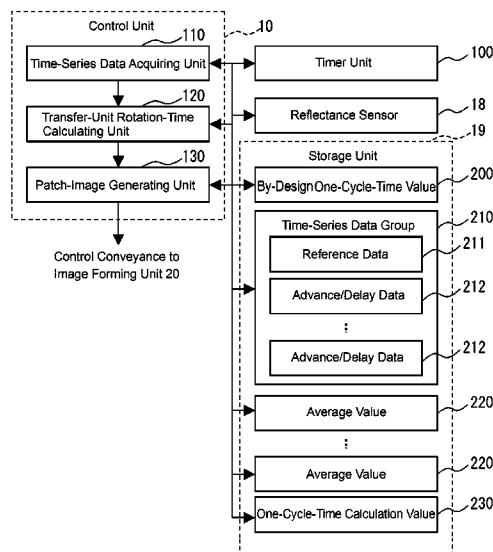 Control Unit
10
110
Time-Series Data Acquiring Unit
120
Transfer-Unit Rotation-Time
Calculating Unit
130
Patch-Image Generating Unit
Control Conveyance to
Image Forming Unit 20
100
Timer Unit
18
Reflectance Sensor
19
Storage Unit
200
By-Design One-Cycle-Time Value
210
Time-Series Data Group
211
Reference Data
212
Advance/Delay Data
⋮
212
Advance/Delay Data
220
Average Value
⋮
220
Average Value
230
One-Cycle-Time Calculation Value